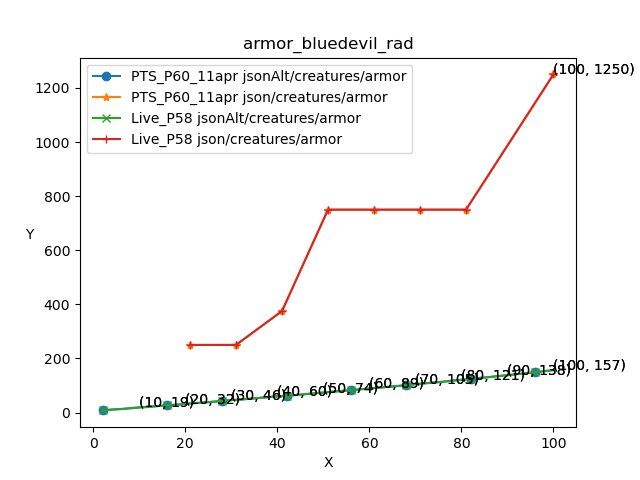 armor_bluedevil_rad
PTS_P60_11apr jsonAlt/creatures/armor
PTS_P60_11apr json/creatures/armor
Live_P58 jsonAlt/creatures/armor
Live_P58 json/creatures/armor
(100, 1250)
1200
1000
800
600
400
200
0
Y
(10, 19)
(20, 32)
(30, 46)
(40, 60)
(50, 74)
(60, 89)
(70, 105)
(80, 121)
(90, 138)
(100, 157)
0 20 40 60 80 100
X